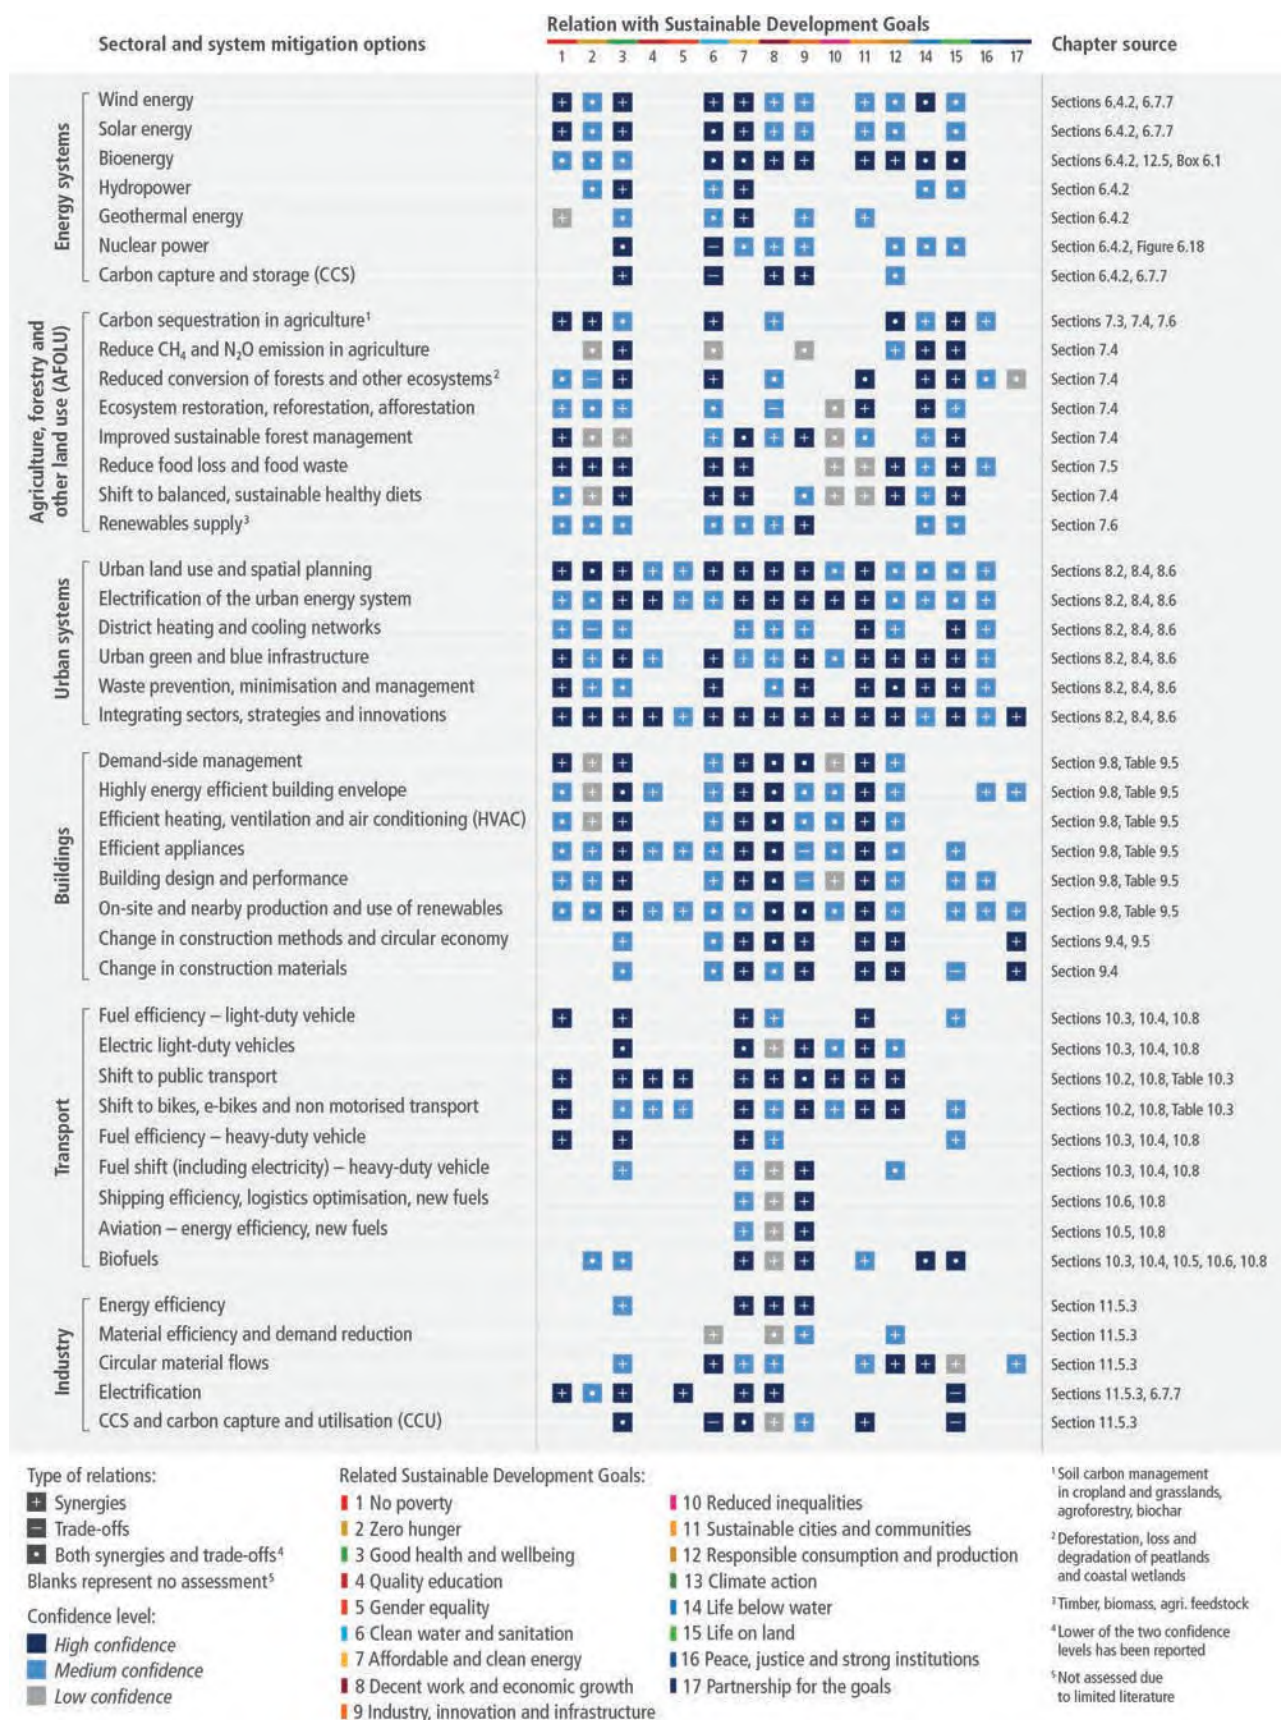 Relation with Sustainable Development Goals
Sectoral and system mitigation options
1 2 3 4 5 6 7 8 9 10 11 12 14 15 16 17
Chapter source
Energy systems
Wind energy
Sections 6.4.2, 6.7.7
Solar energy
Sections 6.4.2, 6.7.7
Bioenergy
Sections 6.4.2, 12.5, Box 6.1
Hydropower
Section 6.4.2
Geothermal energy
Section 6.4.2
Nuclear power
Section 6.4.2, Figure 6.18
Carbon capture and storage (CCS)
Section 6.4.2, 6.7.7
Agriculture, forestry and
other land use (AFOLU)
Carbon sequestration in agriculture¹
Sections 7.3, 7.4, 7.6
Reduce CH₄ and N₂O emission in agriculture
Section 7.4
Reduced conversion of forests and other ecosystems²
Section 7.4
Ecosystem restoration, reforestation, afforestation
Section 7.4
Improved sustainable forest management
Section 7.4
Reduce food loss and food waste
Section 7.5
Shift to balanced, sustainable healthy diets
Section 7.4
Renewables supply³
Section 7.6
Urban systems
Urban land use and spatial planning
Sections 8.2, 8.4, 8.6
Electrification of the urban energy system
Sections 8.2, 8.4, 8.6
District heating and cooling networks
Sections 8.2, 8.4, 8.6
Urban green and blue infrastructure
Sections 8.2, 8.4, 8.6
Waste prevention, minimisation and management
Sections 8.2, 8.4, 8.6
Integrating sectors, strategies and innovations
Sections 8.2, 8.4, 8.6
Buildings
Demand-side management
Section 9.8, Table 9.5
Highly energy efficient building envelope
Section 9.8, Table 9.5
Efficient heating, ventilation and air conditioning (HVAC)
Section 9.8, Table 9.5
Efficient appliances
Section 9.8, Table 9.5
Building design and performance
Section 9.8, Table 9.5
On-site and nearby production and use of renewables
Section 9.8, Table 9.5
Change in construction methods and circular economy
Sections 9.4, 9.5
Change in construction materials
Section 9.4
Transport
Fuel efficiency – light-duty vehicle
Sections 10.3, 10.4, 10.8
Electric light-duty vehicles
Sections 10.3, 10.4, 10.8
Shift to public transport
Sections 10.2, 10.8, Table 10.3
Shift to bikes, e-bikes and non motorised transport
Sections 10.2, 10.8, Table 10.3
Fuel efficiency – heavy-duty vehicle
Sections 10.3, 10.4, 10.8
Fuel shift (including electricity) – heavy-duty vehicle
Sections 10.3, 10.4, 10.8
Shipping efficiency, logistics optimisation, new fuels
Sections 10.6, 10.8
Aviation – energy efficiency, new fuels
Sections 10.5, 10.8
Biofuels
Sections 10.3, 10.4, 10.5, 10.6, 10.8
Industry
Energy efficiency
Section 11.5.3
Material efficiency and demand reduction
Section 11.5.3
Circular material flows
Section 11.5.3
Electrification
Sections 11.5.3, 6.7.7
CCS and carbon capture and utilisation (CCU)
Section 11.5.3
Type of relations:
+ Synergies
– Trade-offs
• Both synergies and trade-offs⁴
Blanks represent no assessment⁵
Confidence level:
High confidence
Medium confidence
Low confidence
Related Sustainable Development Goals:
1 No poverty
2 Zero hunger
3 Good health and wellbeing
4 Quality education
5 Gender equality
6 Clean water and sanitation
7 Affordable and clean energy
8 Decent work and economic growth
9 Industry, innovation and infrastructure
10 Reduced inequalities
11 Sustainable cities and communities
12 Responsible consumption and production
13 Climate action
14 Life below water
15 Life on land
16 Peace, justice and strong institutions
17 Partnership for the goals
¹ Soil carbon management
in cropland and grasslands,
agroforestry, biochar
² Deforestation, loss and
degradation of peatlands
and coastal wetlands
³ Timber, biomass, agri. feedstock
⁴ Lower of the two confidence
levels has been reported
⁵ Not assessed due
to limited literature